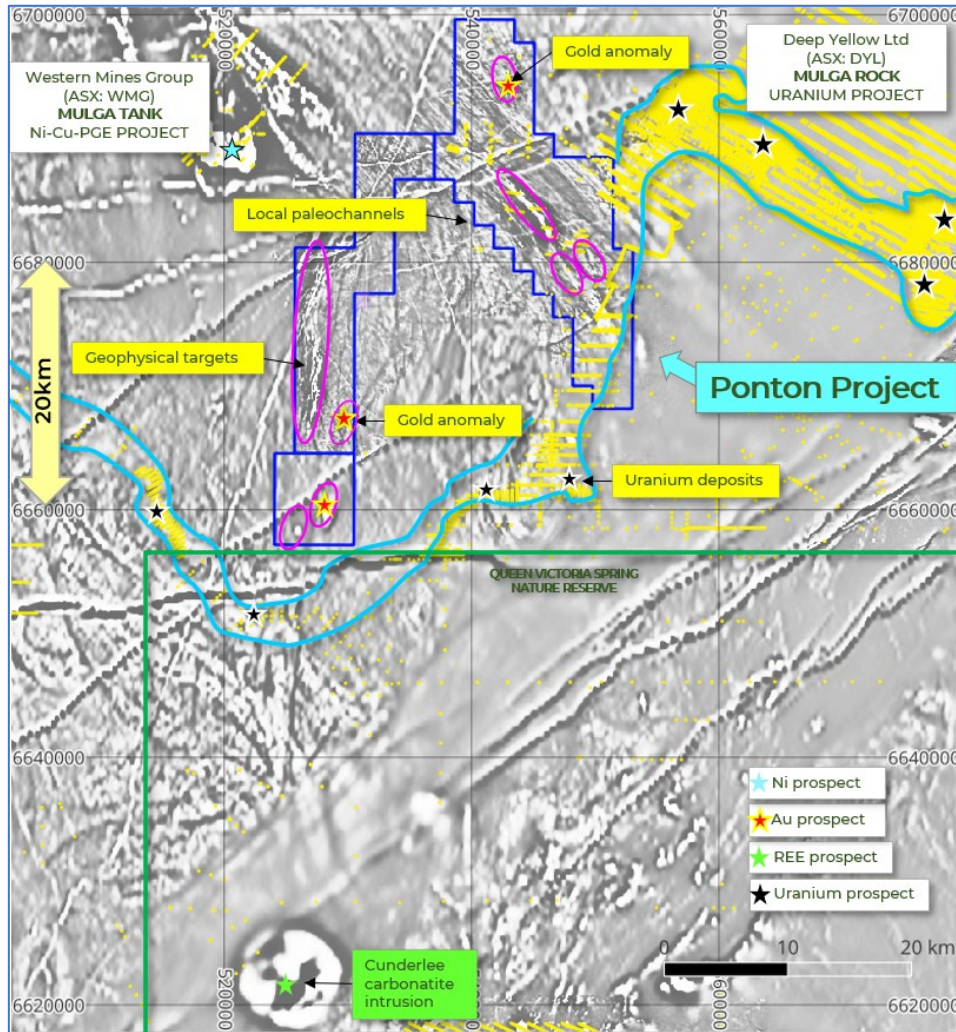 520000
540000
560000
6700000
6700000
Gold anomaly
Western Mines Group
(ASX: WMG)
MULGA TANK
Ni-Cu-PGE PROJECT
Deep Yellow Ltd
(ASX: DYL)
MULGA ROCK
URANIUM PROJECT
Local paleochannels
6680000
6680000
20km
Geophysical targets
Ponton Project
Gold anomaly
Uranium deposits
6660000
6660000
QUEEN VICTORIA SPRING
NATURE RESERVE
6640000
6640000
Ni prospect
Au prospect
REE prospect
Uranium prospect
0 10 20 km
Cunderlee
carbonatite
intrusion
6620000
6620000
520000